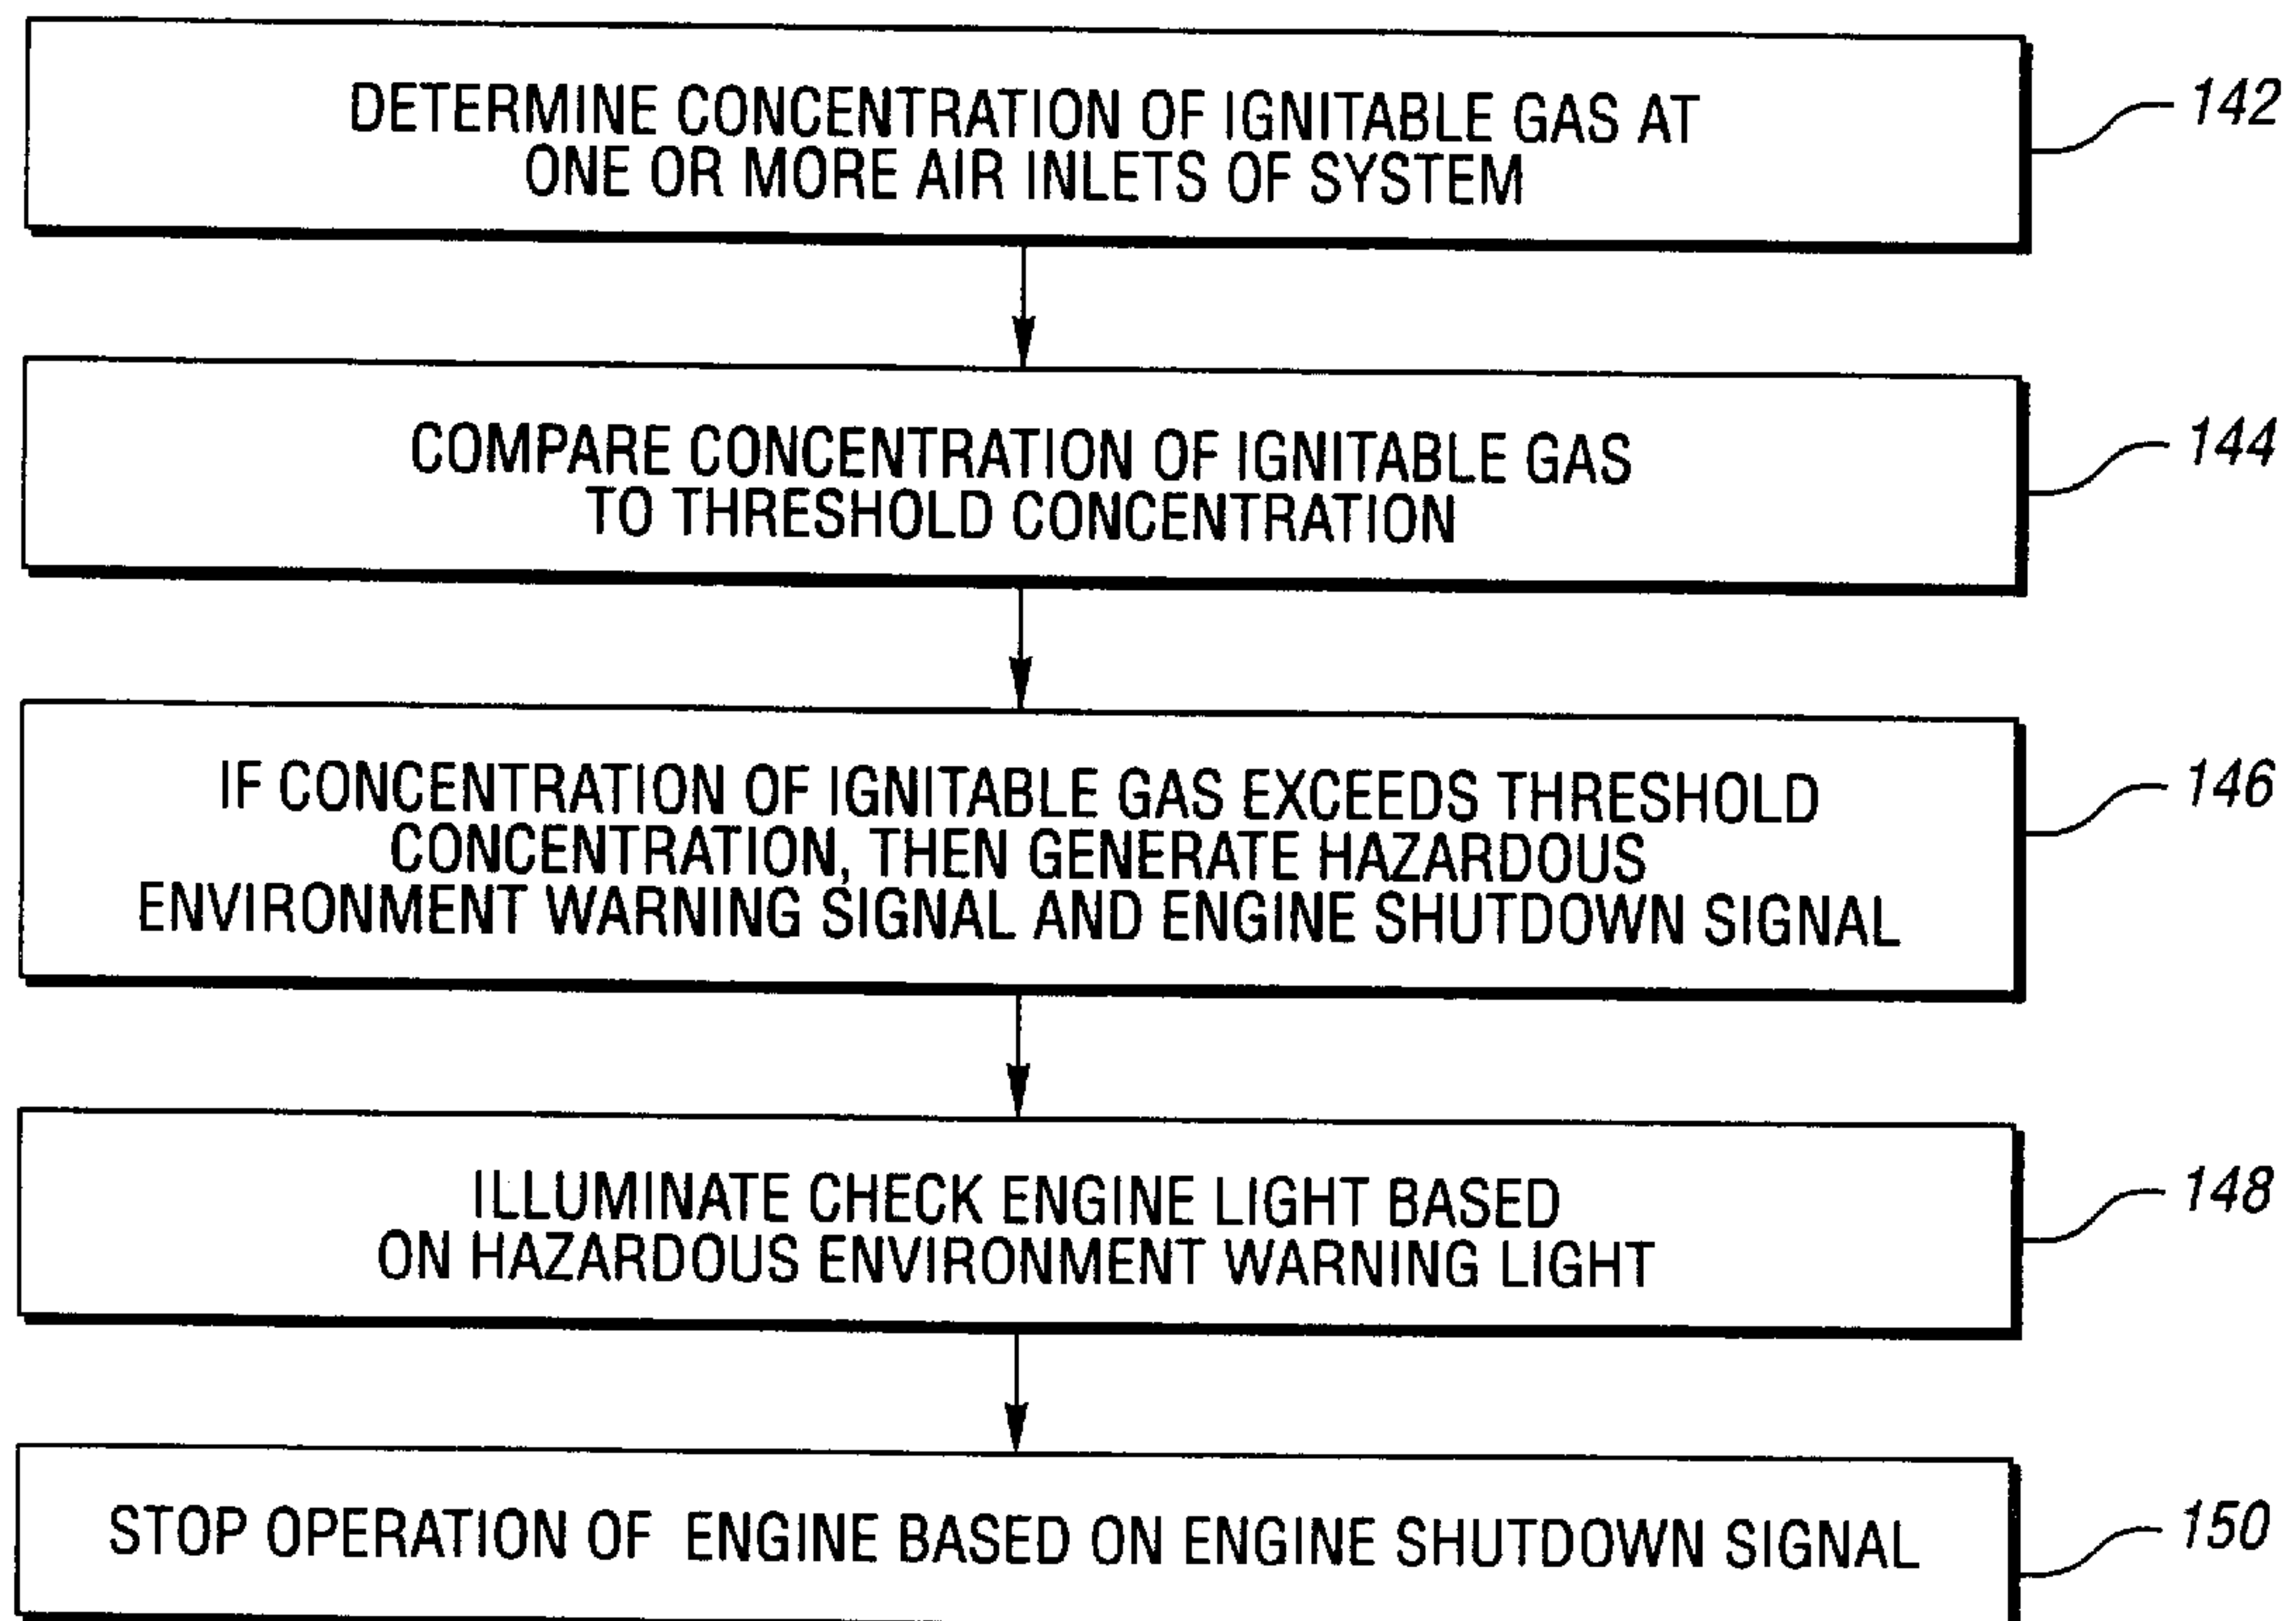 DETERMINE CONCENTRATION OF IGNITABLE GAS AT
ONE OR MORE AIR INLETS OF SYSTEM
142
COMPARE CONCENTRATION OF IGNITABLE GAS
TO THRESHOLD CONCENTRATION
144
IF CONCENTRATION OF IGNITABLE GAS EXCEEDS THRESHOLD
CONCENTRATION, THEN GENERATE HAZARDOUS
ENVIRONMENT WARNING SIGNAL AND ENGINE SHUTDOWN SIGNAL
146
ILLUMINATE CHECK ENGINE LIGHT BASED
ON HAZARDOUS ENVIRONMENT WARNING LIGHT
148
STOP OPERATION OF ENGINE BASED ON ENGINE SHUTDOWN SIGNAL
150